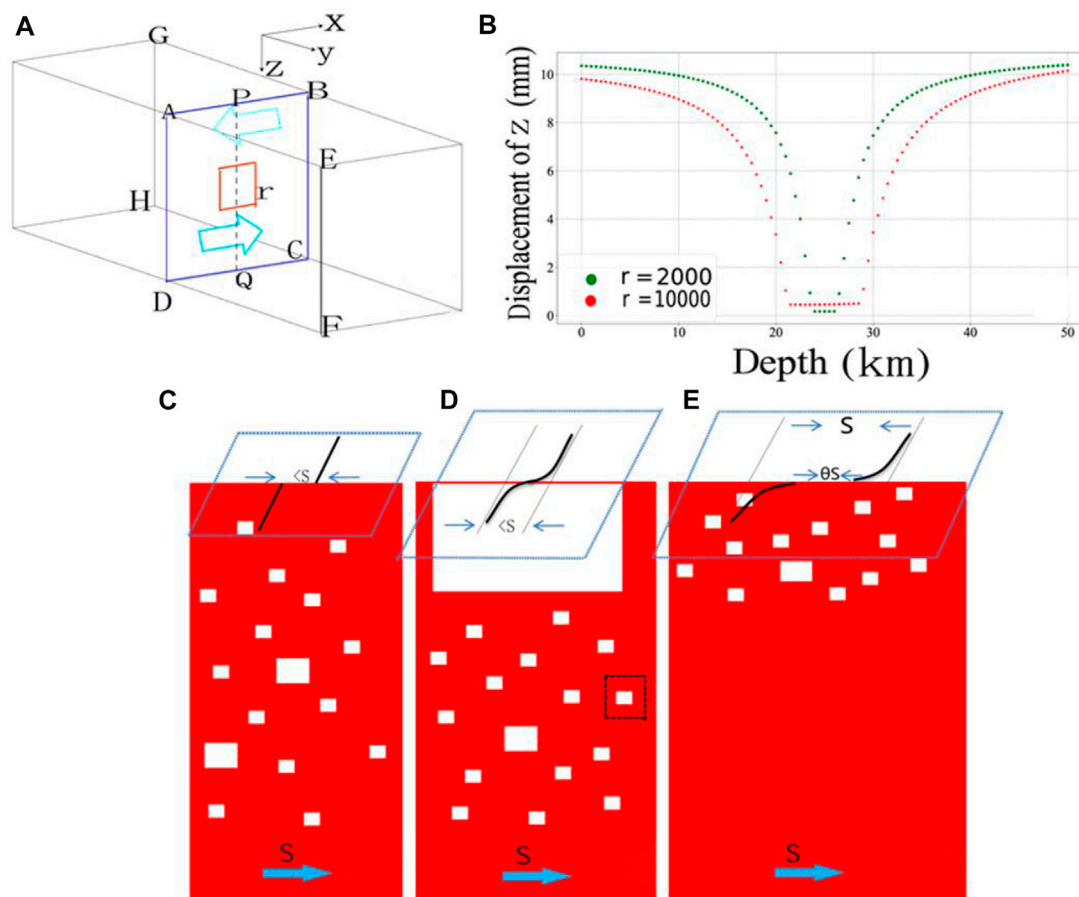 A
G
X
y
Z
B
P
A
E
r
H
C
D
Q
F
B
Displacement of z (mm)
10
8
6
4
2
0
r = 2000
r = 10000
0
10
20
30
40
50
Depth (km)
C
D
E
<S
<S
S
θS
S
S
S